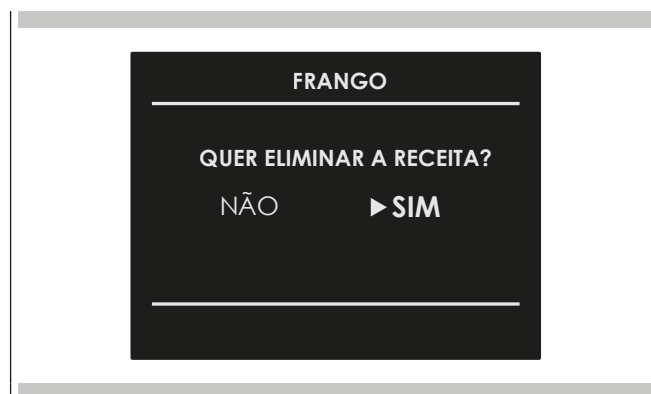 FRANGO
QUER ELIMINAR A RECEITA?
NÃO ▶SIM